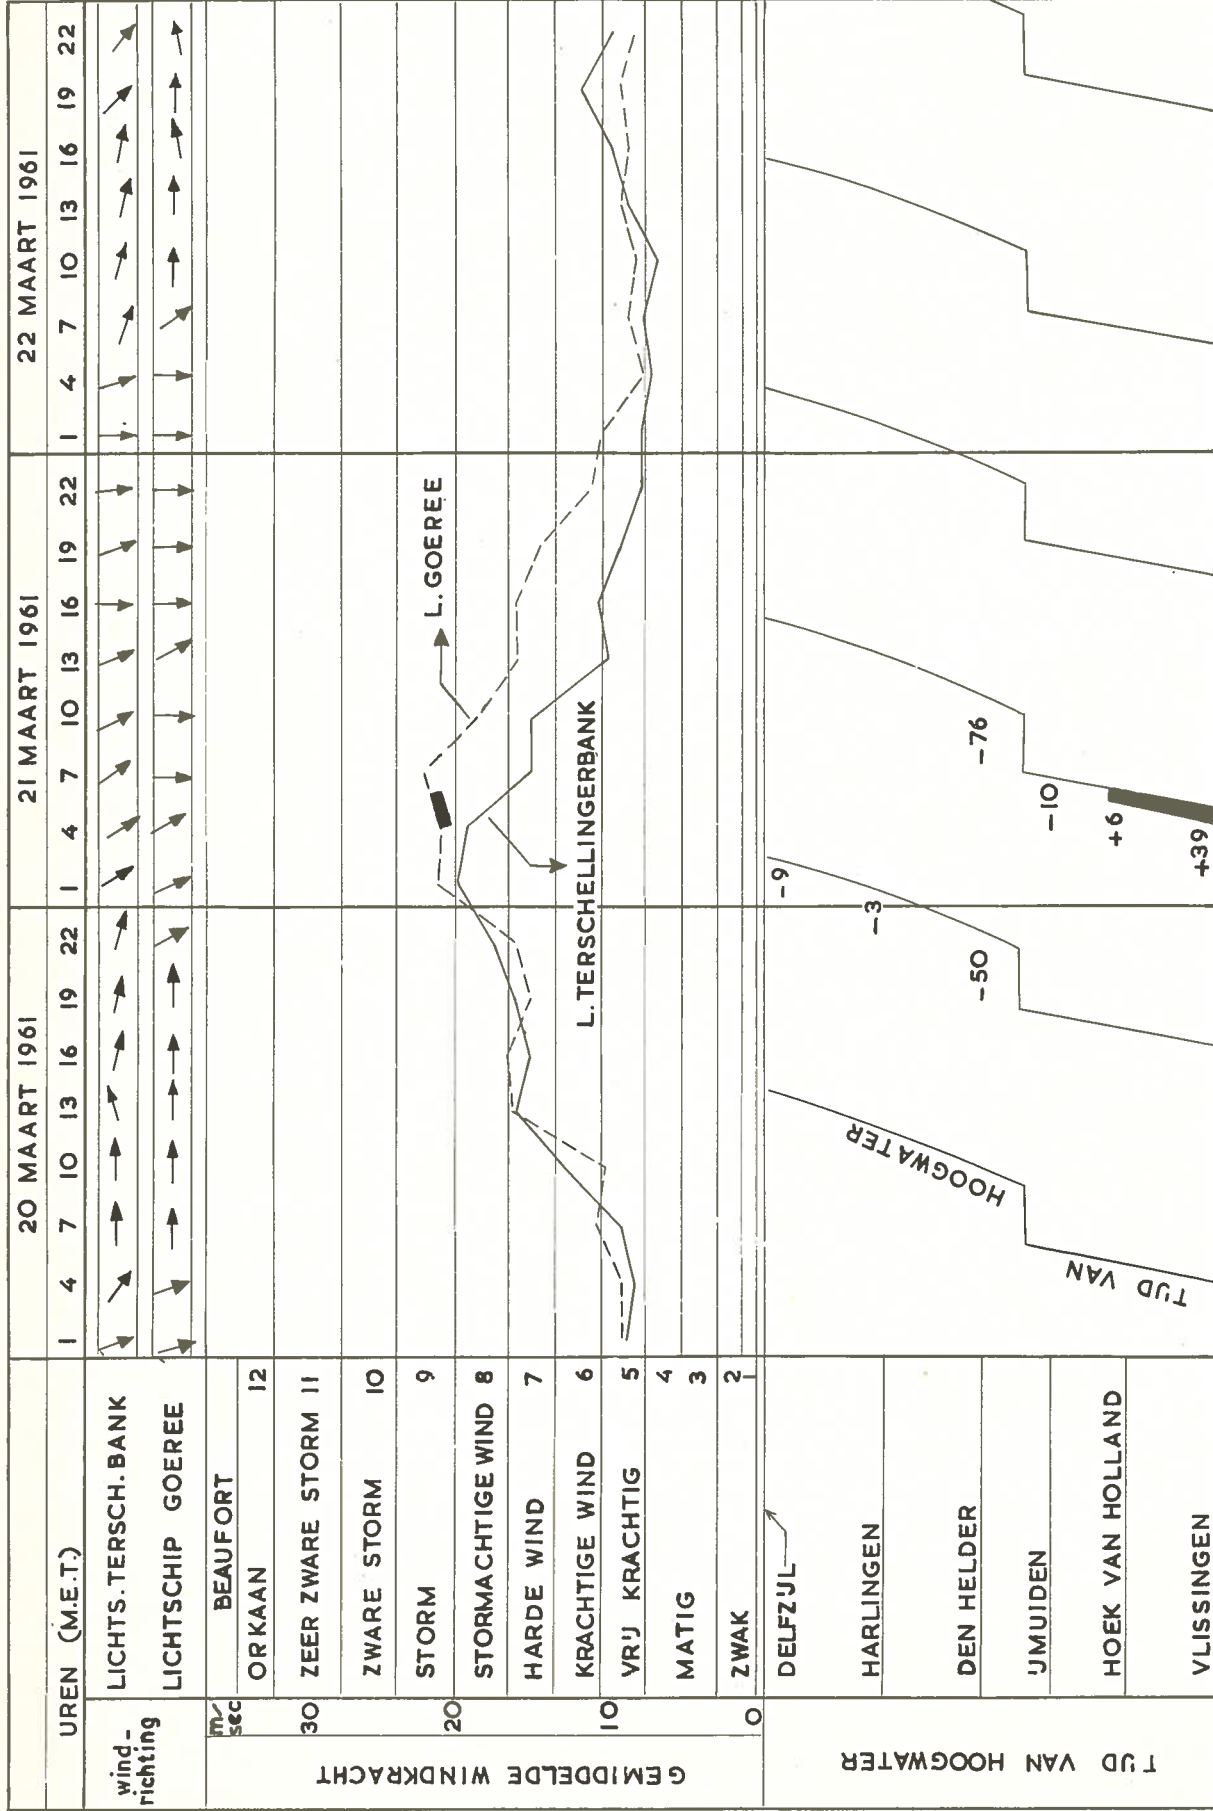 20 MAART 1961
21 MAART 1961
22 MAART 1961
UREN (M.E.T.)
1 4 7 10 13 16 19 22
1 4 7 10 13 16 19 22
1 4 7 10 13 16 19 22
wind-
richting
LICHTS. TERSCH. BANK
LICHTSCHIP GOEREE
m/
sec
BEAUFORT
GEMIDDELDE WINDKRACHT
30
20
10
0
ORKAAN 12
ZEER ZWARE STORM 11
ZWARE STORM 10
STORM 9
STORMACHTIGE WIND 8
HARDE WIND 7
KRACHTIGE WIND 6
VRIJ KRACHTIG 5
4
MATIG
3
ZWAK 2
1
L. GOEREE
L. TERSCHELLINGERBANK
TIJD VAN HOOGWATER
DELFZIJL
HARLINGEN
DEN HELDER
IJMUIDEN
HOEK VAN HOLLAND
VLISSINGEN
TIJD VAN HOOGWATER
-9
-3
-50
-76
-10
+6
+39